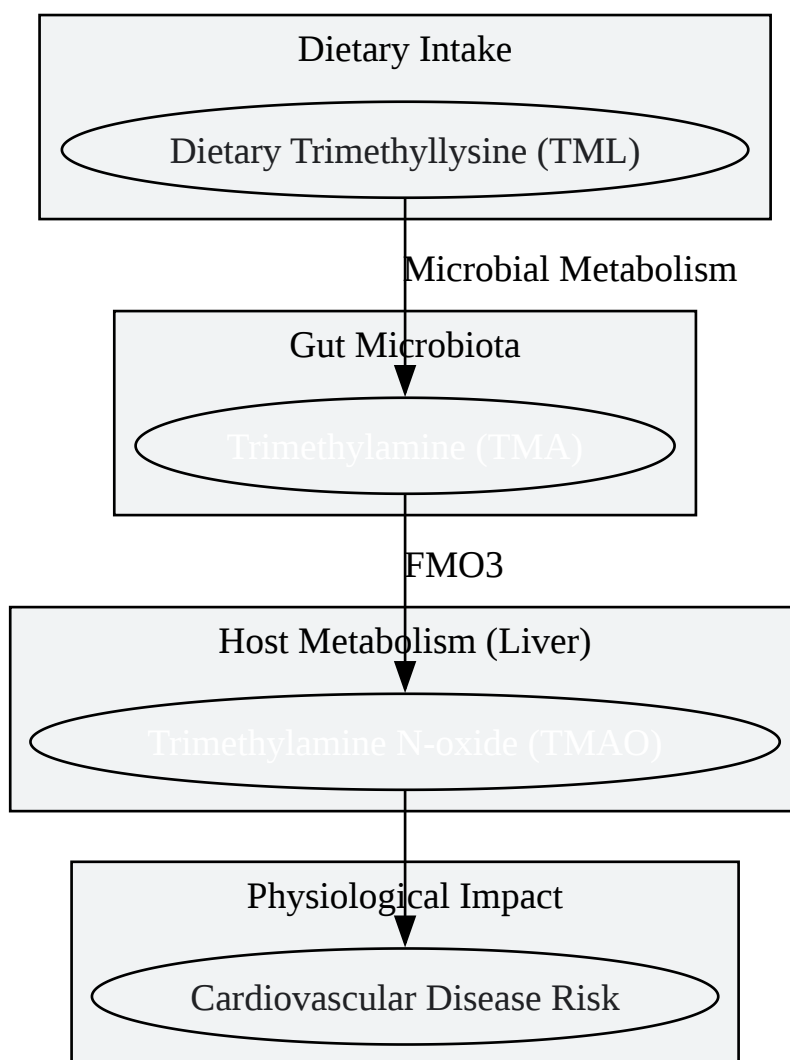 Dietary Intake
Dietary Trimethyllysine (TML)
Microbial Metabolism
Gut Microbiota
Trimethylamine (TMA)
FMO3
Host Metabolism (Liver)
Trimethylamine N-oxide (TMAO)
Physiological Impact
Cardiovascular Disease Risk